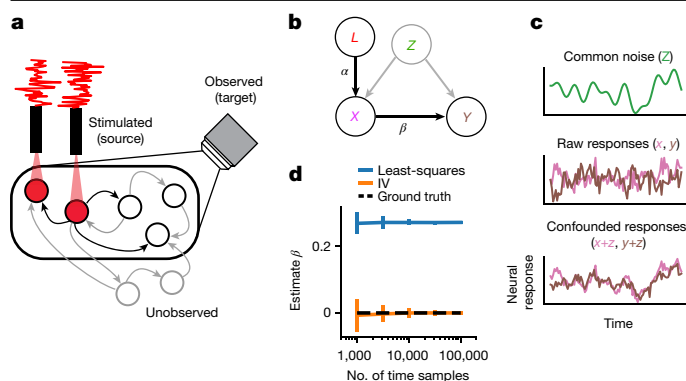 a
Observed
(target)
Stimulated
(source)
Unobserved
b
L
Z
α
X
β
Y
c
Common noise (Z)
Raw responses (x, y)
Confounded responses
(x+z, y+z)
Neural
response
Time
d
Least-squares
IV
Ground truth
Estimate β
0.2
0
1,000
10,000
100,000
No. of time samples